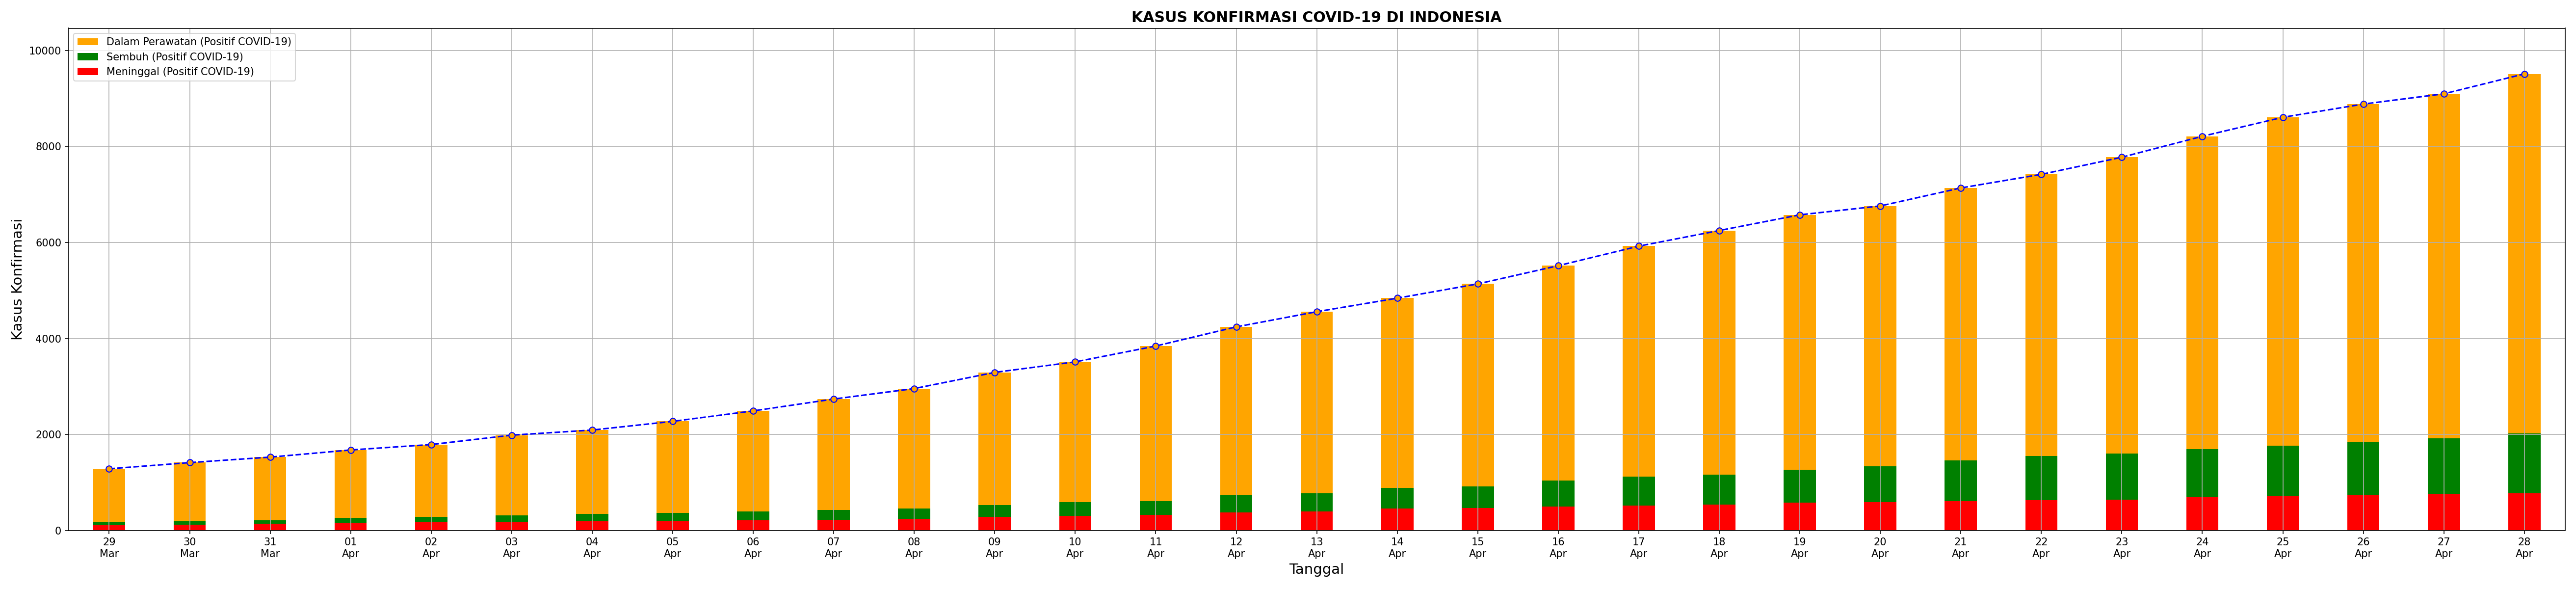 KASUS KONFIRMASI COVID-19 DI INDONESIA
Dalam Perawatan (Positif COVID-19)
Sembuh (Positif COVID-19)
Meninggal (Positif COVID-19)
Kasus Konfirmasi
10000
8000
6000
4000
2000
0
29 30 31 01 02 03 04 05 06 07 08 09 10 11 12 13 14 15 16 17 18 19 20 21 22 23 24 25 26 27 28
Mar Mar Mar Apr Apr Apr Apr Apr Apr Apr Apr Apr Apr Apr Apr Apr Apr Apr Apr Apr Apr Apr Apr Apr Apr Apr Apr Apr Apr Apr Apr
Tanggal